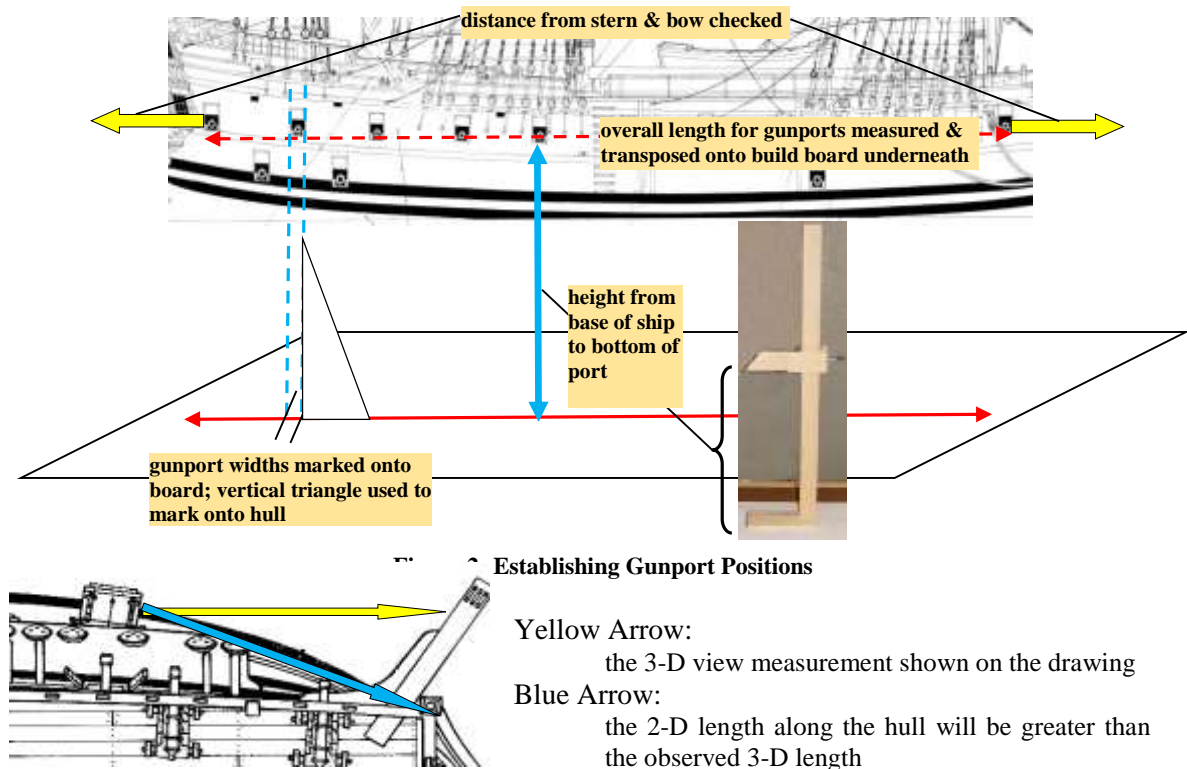 distance from stern & bow checked
overall length for gunports measured &
transposed onto build board underneath
height from
base of ship
to bottom of
port
gunport widths marked onto
board; vertical triangle used to
mark onto hull
Establishing Gunport Positions
Yellow Arrow:
the 3-D view measurement shown on the drawing
Blue Arrow:
the 2-D length along the hull will be greater than
the observed 3-D length